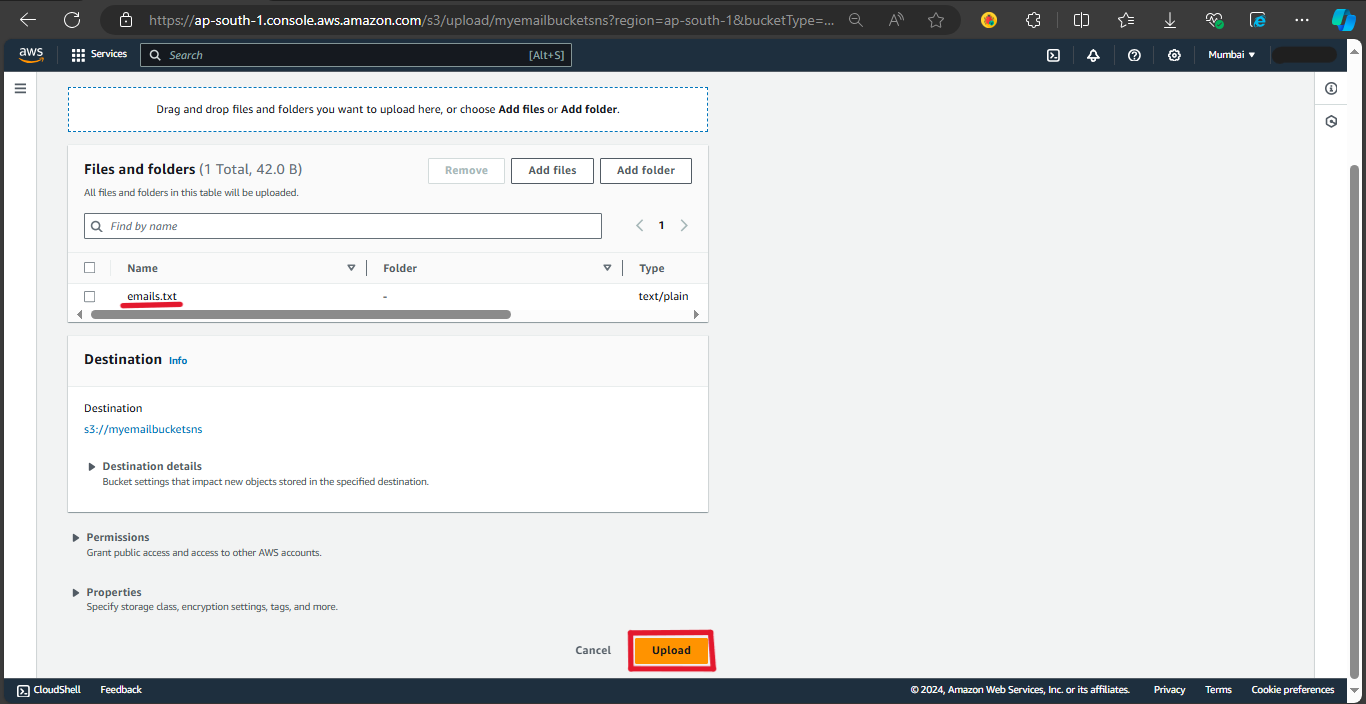 https://ap-south-1.console.aws.amazon.com/s3/upload/myemailbucketsns?region=ap-south-1&bucketType=...
aws Services Search [Alt+S] Mumbai
Drag and drop files and folders you want to upload here, or choose Add files or Add folder.
Files and folders (1 Total, 42.0 B) Remove Add files Add folder
All files and folders in this table will be uploaded.
Find by name 1
Name Folder Type
emails.txt - text/plain
Destination Info
Destination
s3://myemailbucketsns
Destination details
Bucket settings that impact new objects stored in the specified destination.
Permissions
Grant public access and access to other AWS accounts.
Properties
Specify storage class, encryption settings, tags, and more.
Cancel Upload
CloudShell Feedback © 2024, Amazon Web Services, Inc. or its affiliates. Privacy Terms Cookie preferences